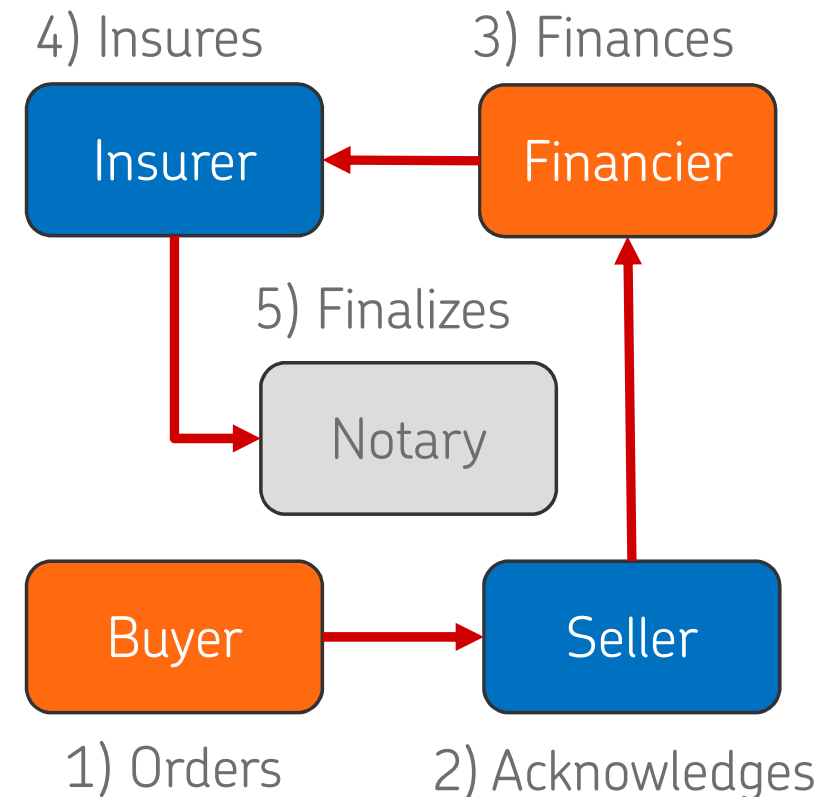 4) Insures
3) Finances
Insurer
Financier
5) Finalizes
Notary
Buyer
Seller
1) Orders
2) Acknowledges